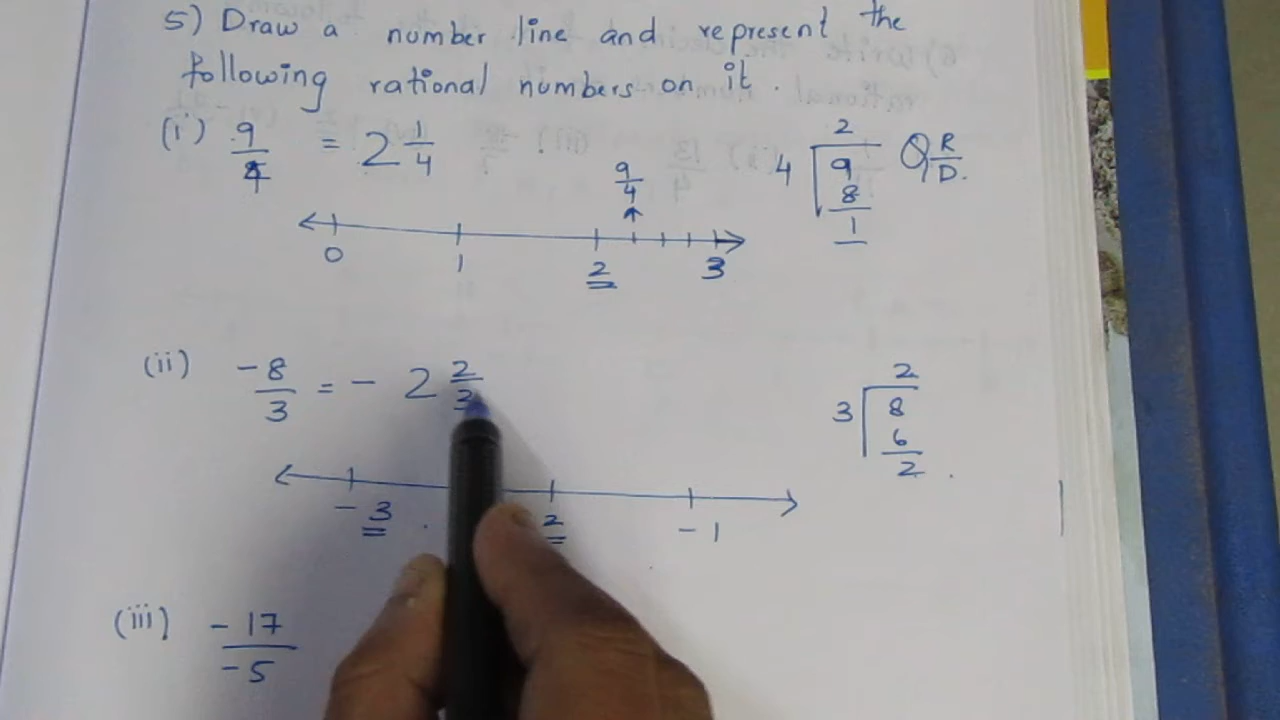 5) Draw a number line and represent the
following rational numbers on it.
(i) 9/4 = 2 1/4
9/4
4 2 9 8 1
Q R/D.
0 1 2 3
(ii) -8/3 = - 2 2/3
3 2 8 6 2
-3 2 -1
(iii) -17/-5